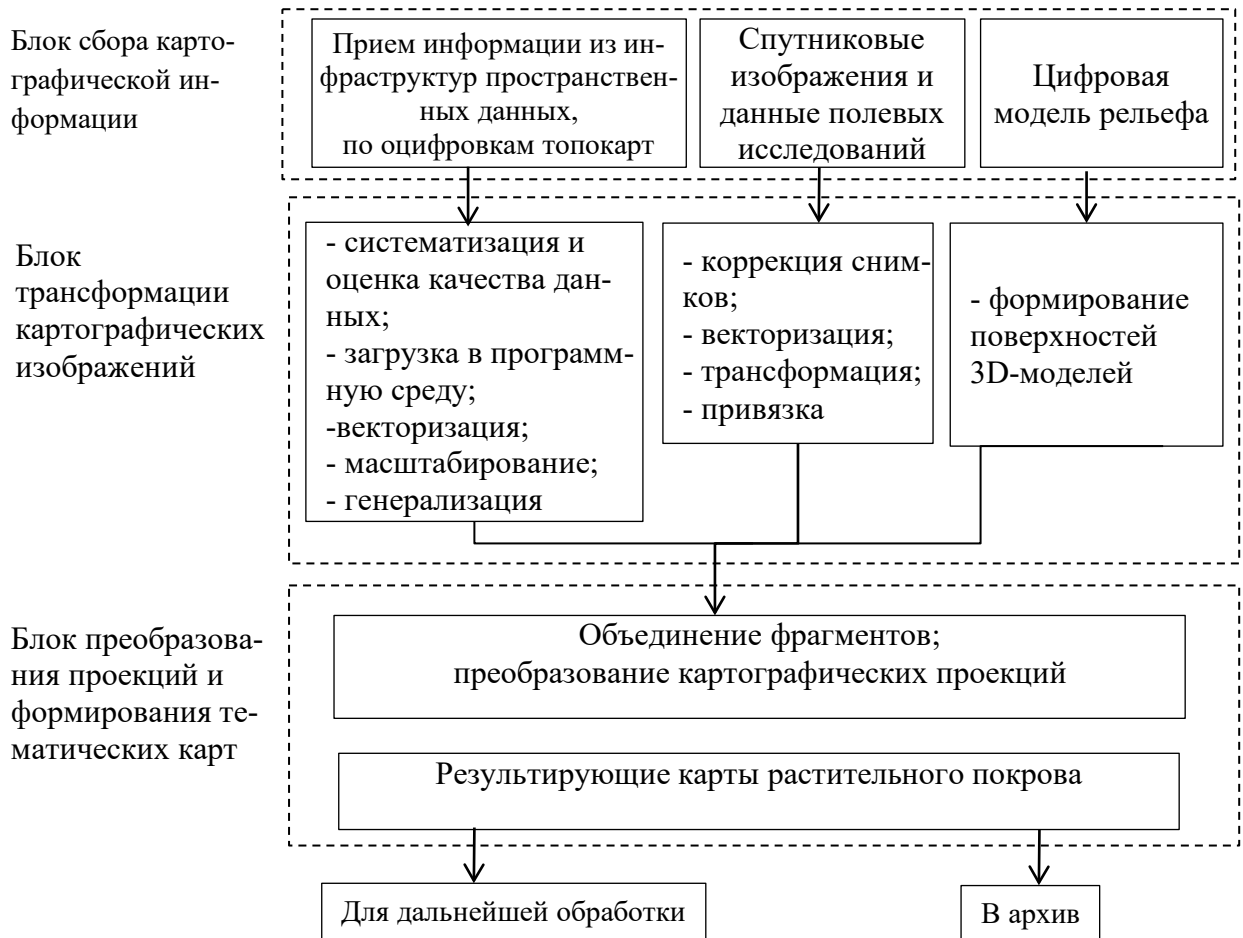 Блок сбора карто-
графической ин-
формации
Прием информации из ин-
фраструктур пространствен-
ных данных,
по оцифровкам топокарт
Спутниковые
изображения и
данные полевых
исследований
Цифровая
модель рельефа
Блок
трансформации
картографических
изображений
- систематизация и
оценка качества дан-
ных;
- загрузка в программ-
ную среду;
-векторизация;
- масштабирование;
- генерализация
- коррекция сним-
ков;
- векторизация;
- трансформация;
- привязка
- формирование
поверхностей
3D-моделей
Блок преобразова-
ния проекций и
формирования те-
матических карт
Объединение фрагментов;
преобразование картографических проекций
Результирующие карты растительного покрова
Для дальнейшей обработки
В архив